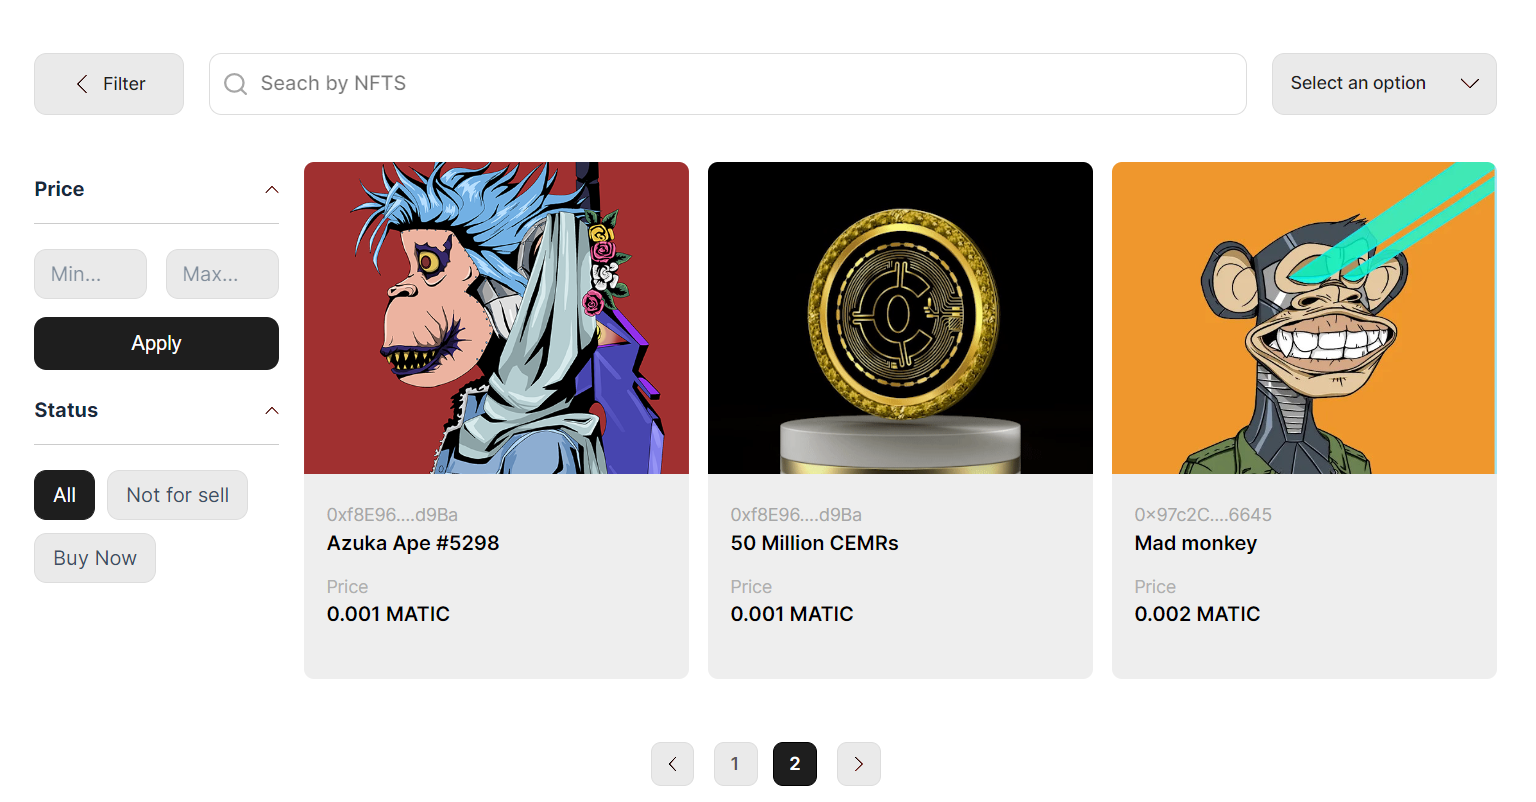 Filter
Seach by NFTS
Select an option
Price
Min...
Max...
Apply
Status
All
Not for sell
Buy Now
0xf8E96....d9Ba
Azuka Ape #5298
Price
0.001 MATIC
0xf8E96....d9Ba
50 Million CEMRs
Price
0.001 MATIC
0×97c2C....6645
Mad monkey
Price
0.002 MATIC
1
2